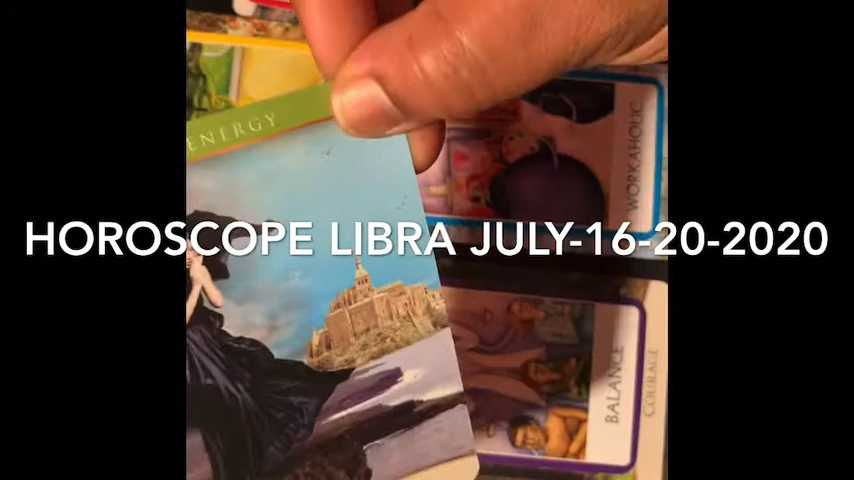 ENERGY
WORKAHOLIC
HOROSCOPE LIBRA JULY-16-20-2020
BALANCE
COURAGE